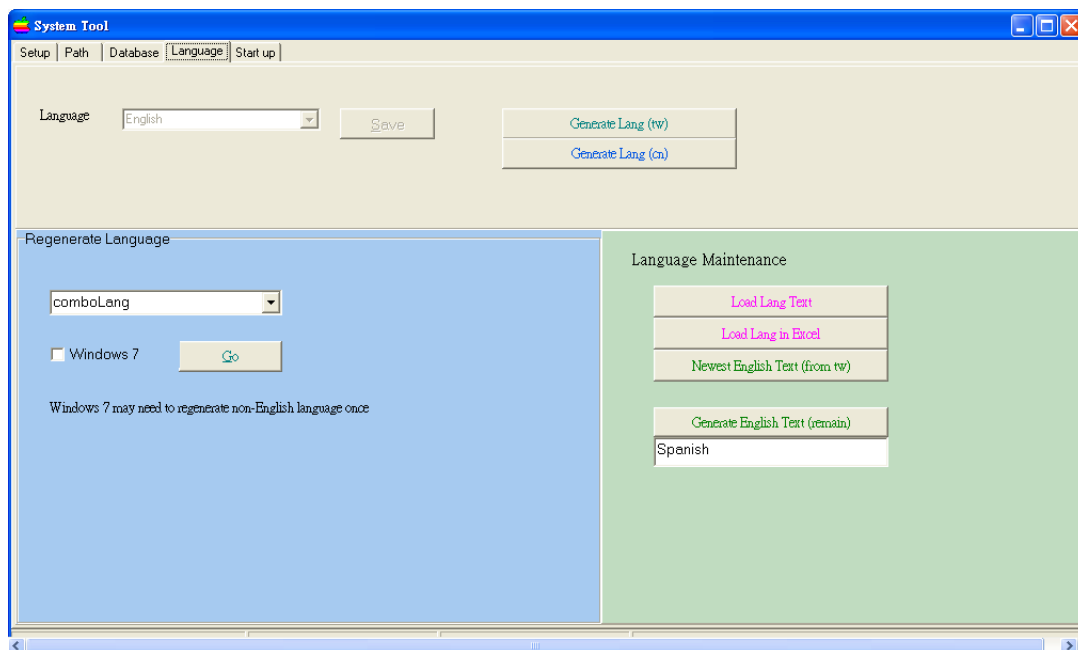 System Tool
Setup Path Database Language Start up
Language English Save
Generate Lang (tw)
Generate Lang (cn)
Regenerate Language
comboLang
Windows 7 Go
Windows 7 may need to regenerate non-English language once
Language Maintenance
Load Lang Text
Load Lang in Excel
Newest English Text (from tw)
Generate English Text (remain)
Spanish